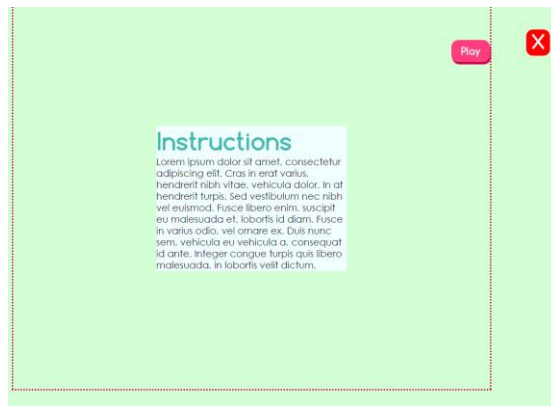 Play
X
Instructions
Lorem ipsum dolor sit amet, consectetur
adipiscing elit. Cras in erat varius,
hendrerit nibh vitae, vehicula dolor. In at
hendrerit turpis. Sed vestibulum nec nibh
vel euismod. Fusce libero enim, suscipit
eu malesuada et, lobortis id diam. Fusce
in varius odio, vel ornare ex. Duis nunc
sem, vehicula eu vehicula a, consequat
id ante. Integer congue turpis quis libero
malesuada, in lobortis velit dictum.